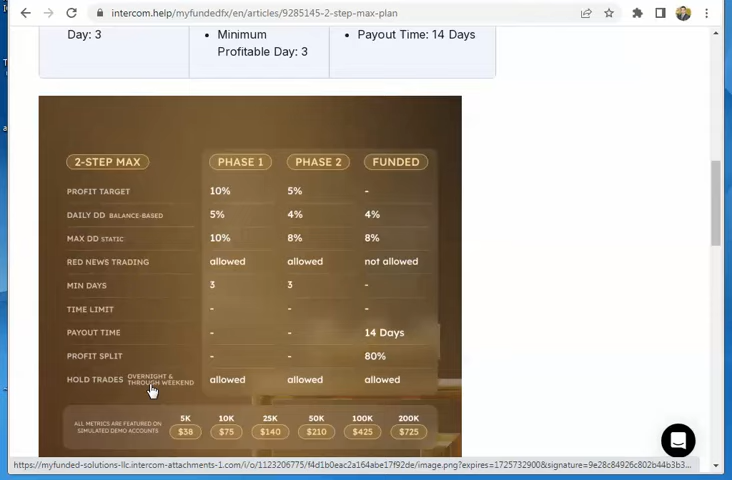 intercom.help/myfundedfx/en/articles/9285145-2-step-max-plan
Day: 3
• Minimum
Profitable Day: 3
• Payout Time: 14 Days
2-STEP MAX PHASE 1 PHASE 2 FUNDED
PROFIT TARGET 10% 5% -
DAILY DD BALANCE-BASED 5% 4% 4%
MAX DD STATIC 10% 8% 8%
RED NEWS TRADING allowed allowed not allowed
MIN DAYS 3 3 -
TIME LIMIT - - -
PAYOUT TIME - - 14 Days
PROFIT SPLIT - - 80%
HOLD TRADES OVERNIGHT & THROUGH WEEKEND allowed allowed allowed
5K 10K 25K 50K 100K 200K
ALL METRICS ARE FEATURED ON
SIMULATED DEMO ACCOUNTS
$38 $75 $140 $210 $425 $725